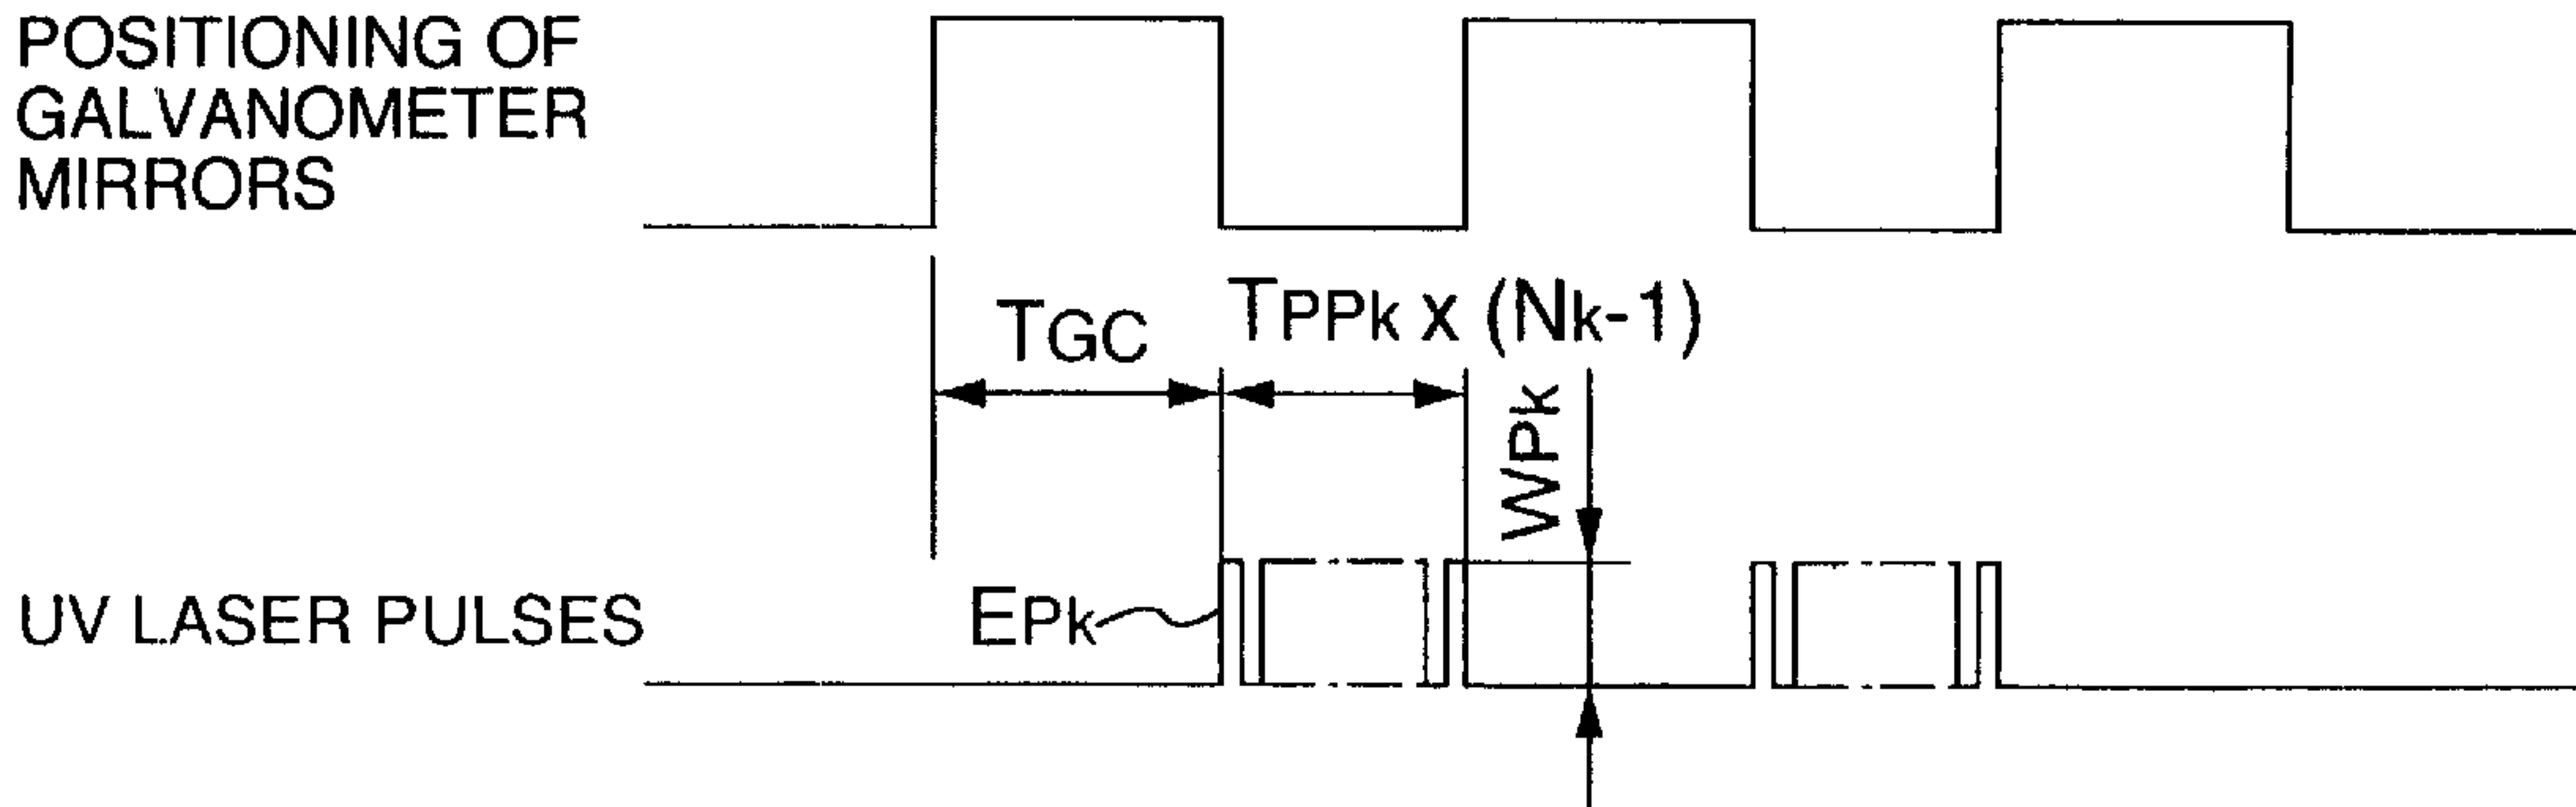 POSITIONING OF
GALVANOMETER
MIRRORS
TGC
TPPk x (Nk-1)
WPk
EPk
UV LASER PULSES